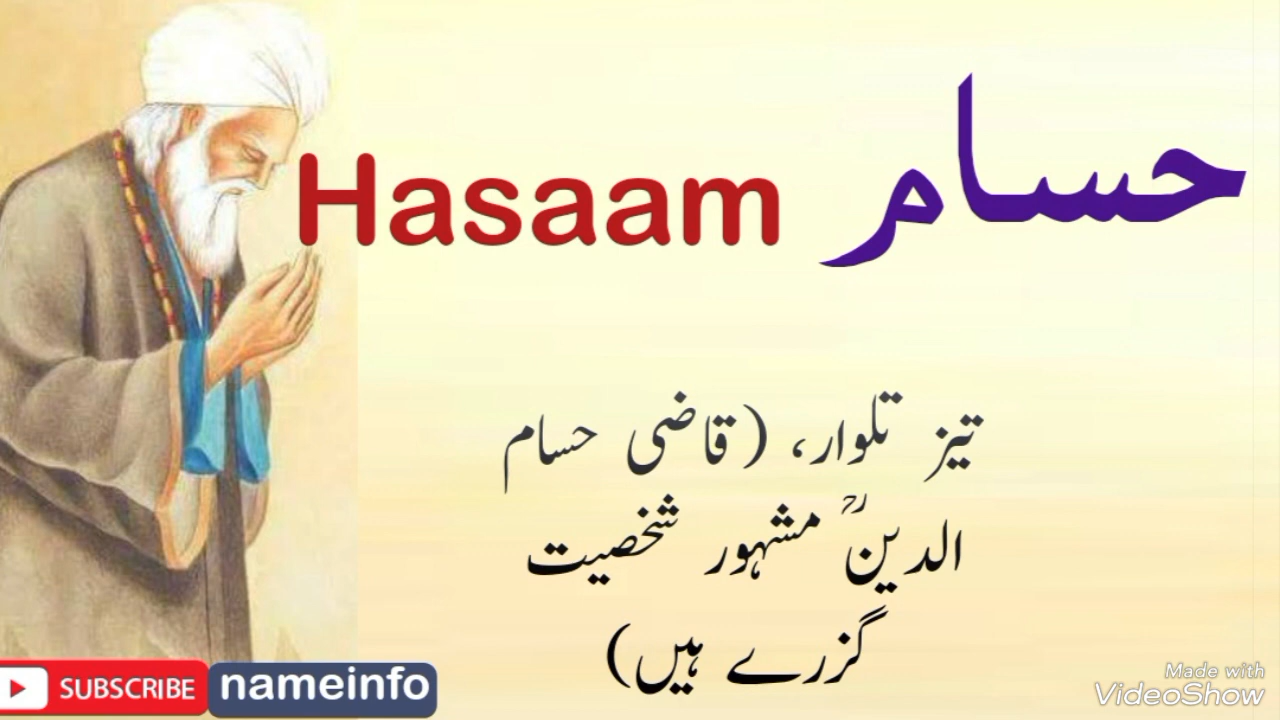 Hasaam حسام
تیز تلوار، (قاضی حسام
الدینؒ مشہور شخصیت
گزرے ہیں)
SUBSCRIBE nameinfo
Made with
VideoShow